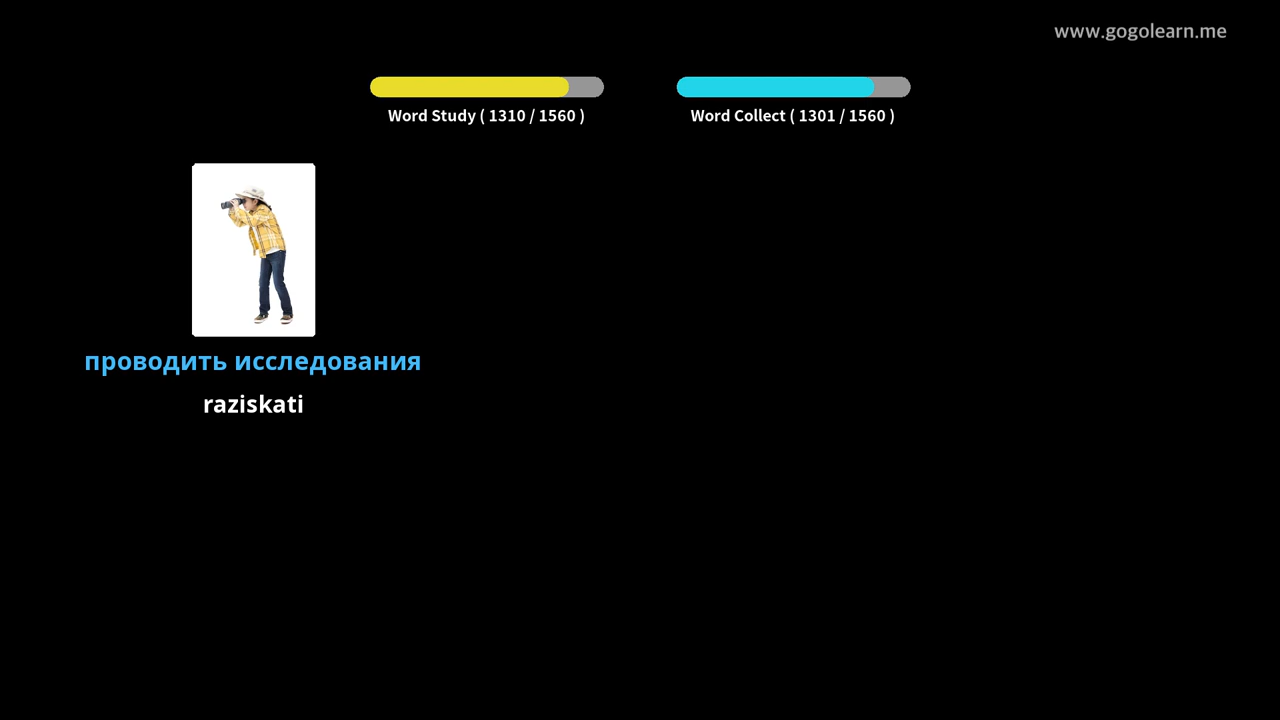 www.gogolearn.me
Word Study ( 1310 / 1560 )
Word Collect ( 1301 / 1560 )
проводить исследования
raziskati